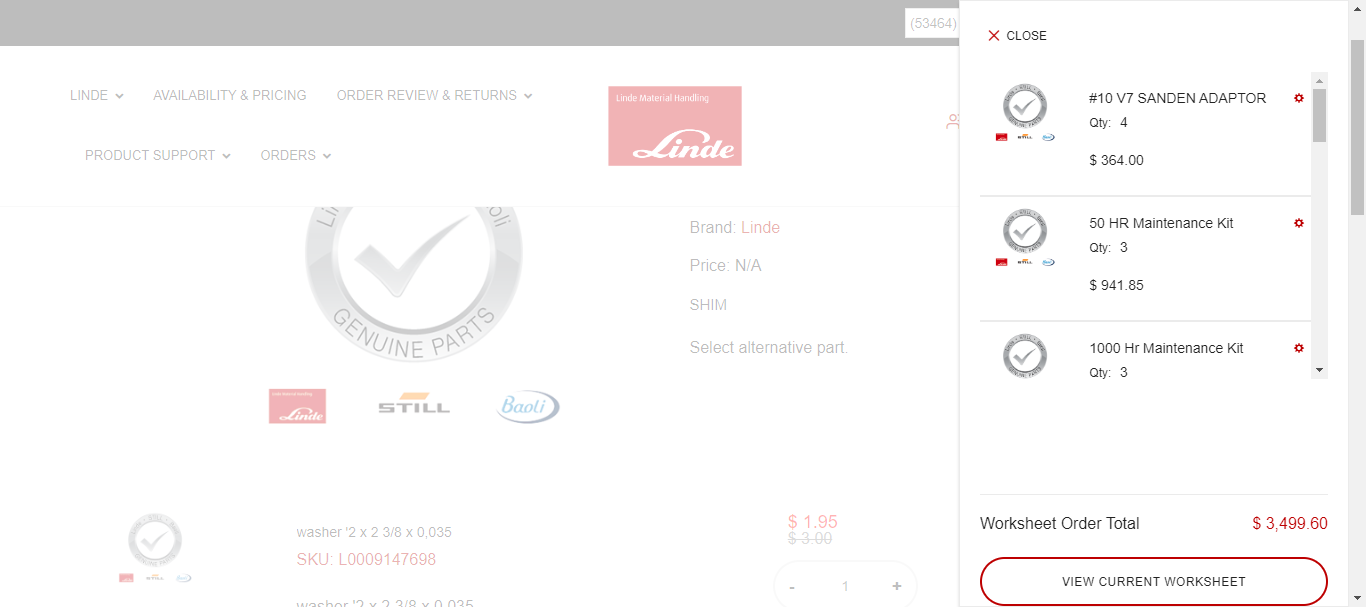 (53464)
CLOSE
LINDE
AVAILABILITY & PRICING
ORDER REVIEW & RETURNS
PRODUCT SUPPORT
ORDERS
Linde Material Handling
Linde
GENUINE PARTS
Linde
STILL
Baoli
Brand: Linde
Price: N/A
SHIM
Select alternative part.
washer '2 x 2 3/8 x 0,035
SKU: L0009147698
$ 1.95
$ 3.00
- 1 +
washer '2 x 2 3/8 x 0,035
#10 V7 SANDEN ADAPTOR
Qty: 4
$ 364.00
50 HR Maintenance Kit
Qty: 3
$ 941.85
1000 Hr Maintenance Kit
Qty: 3
Worksheet Order Total
$ 3,499.60
VIEW CURRENT WORKSHEET